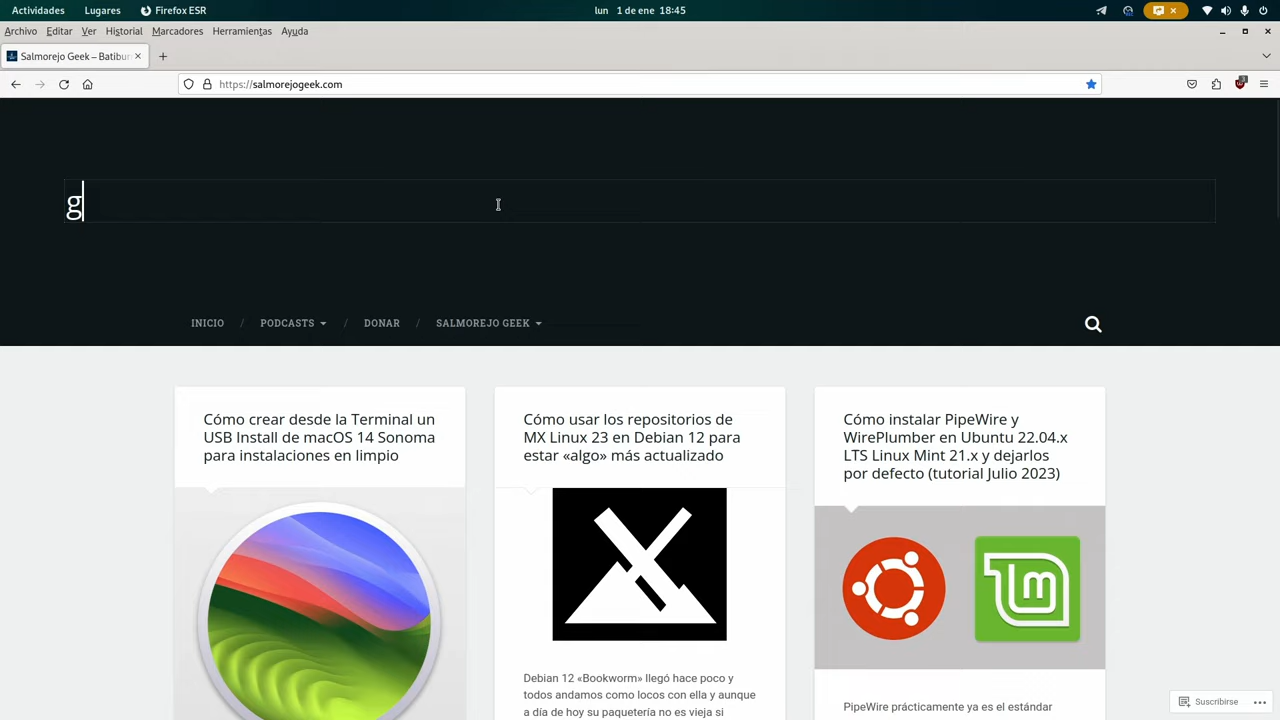 Actividades Lugares Firefox ESR lun 1 de ene 18:45
Archivo Editar Ver Historial Marcadores Herramientas Ayuda
Salmorejo Geek – Batibur
https://salmorejogeek.com
g
INICIO / PODCASTS / DONAR / SALMOREJO GEEK
Cómo crear desde la Terminal un
USB Install de macOS 14 Sonoma
para instalaciones en limpio
Cómo usar los repositorios de
MX Linux 23 en Debian 12 para
estar «algo» más actualizado
Debian 12 «Bookworm» llegó hace poco y
todos andamos como locos con ella y aunque
a día de hoy su paquetería no es vieja si
Cómo instalar PipeWire y
WirePlumber en Ubuntu 22.04.x
LTS Linux Mint 21.x y dejarlos
por defecto (tutorial Julio 2023)
lm
PipeWire prácticamente ya es el estándar
Suscribirse